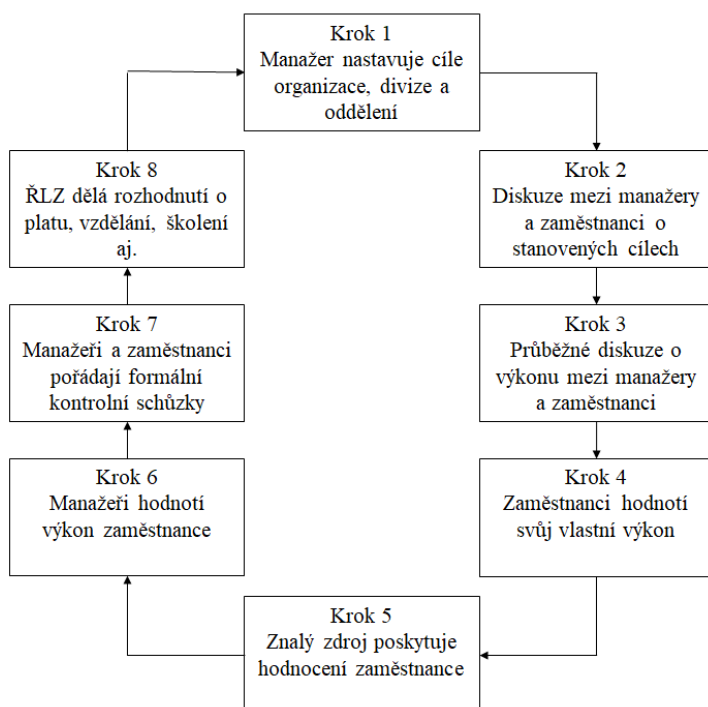 Krok 1
Manažer nastavuje cíle
organizace, divize a
oddělení
Krok 2
Diskuze mezi manažery
a zaměstnanci o
stanovených cílech
Krok 3
Průběžné diskuze o
výkonu mezi manažery
a zaměstnanci
Krok 4
Zaměstnanci hodnotí
svůj vlastní výkon
Krok 5
Znalý zdroj poskytuje
hodnocení zaměstnance
Krok 6
Manažeři hodnotí
výkon zaměstnance
Krok 7
Manažeři a zaměstnanci
pořádají formální
kontrolní schůzky
Krok 8
ŘLZ dělá rozhodnutí o
platu, vzdělání, školení
aj.